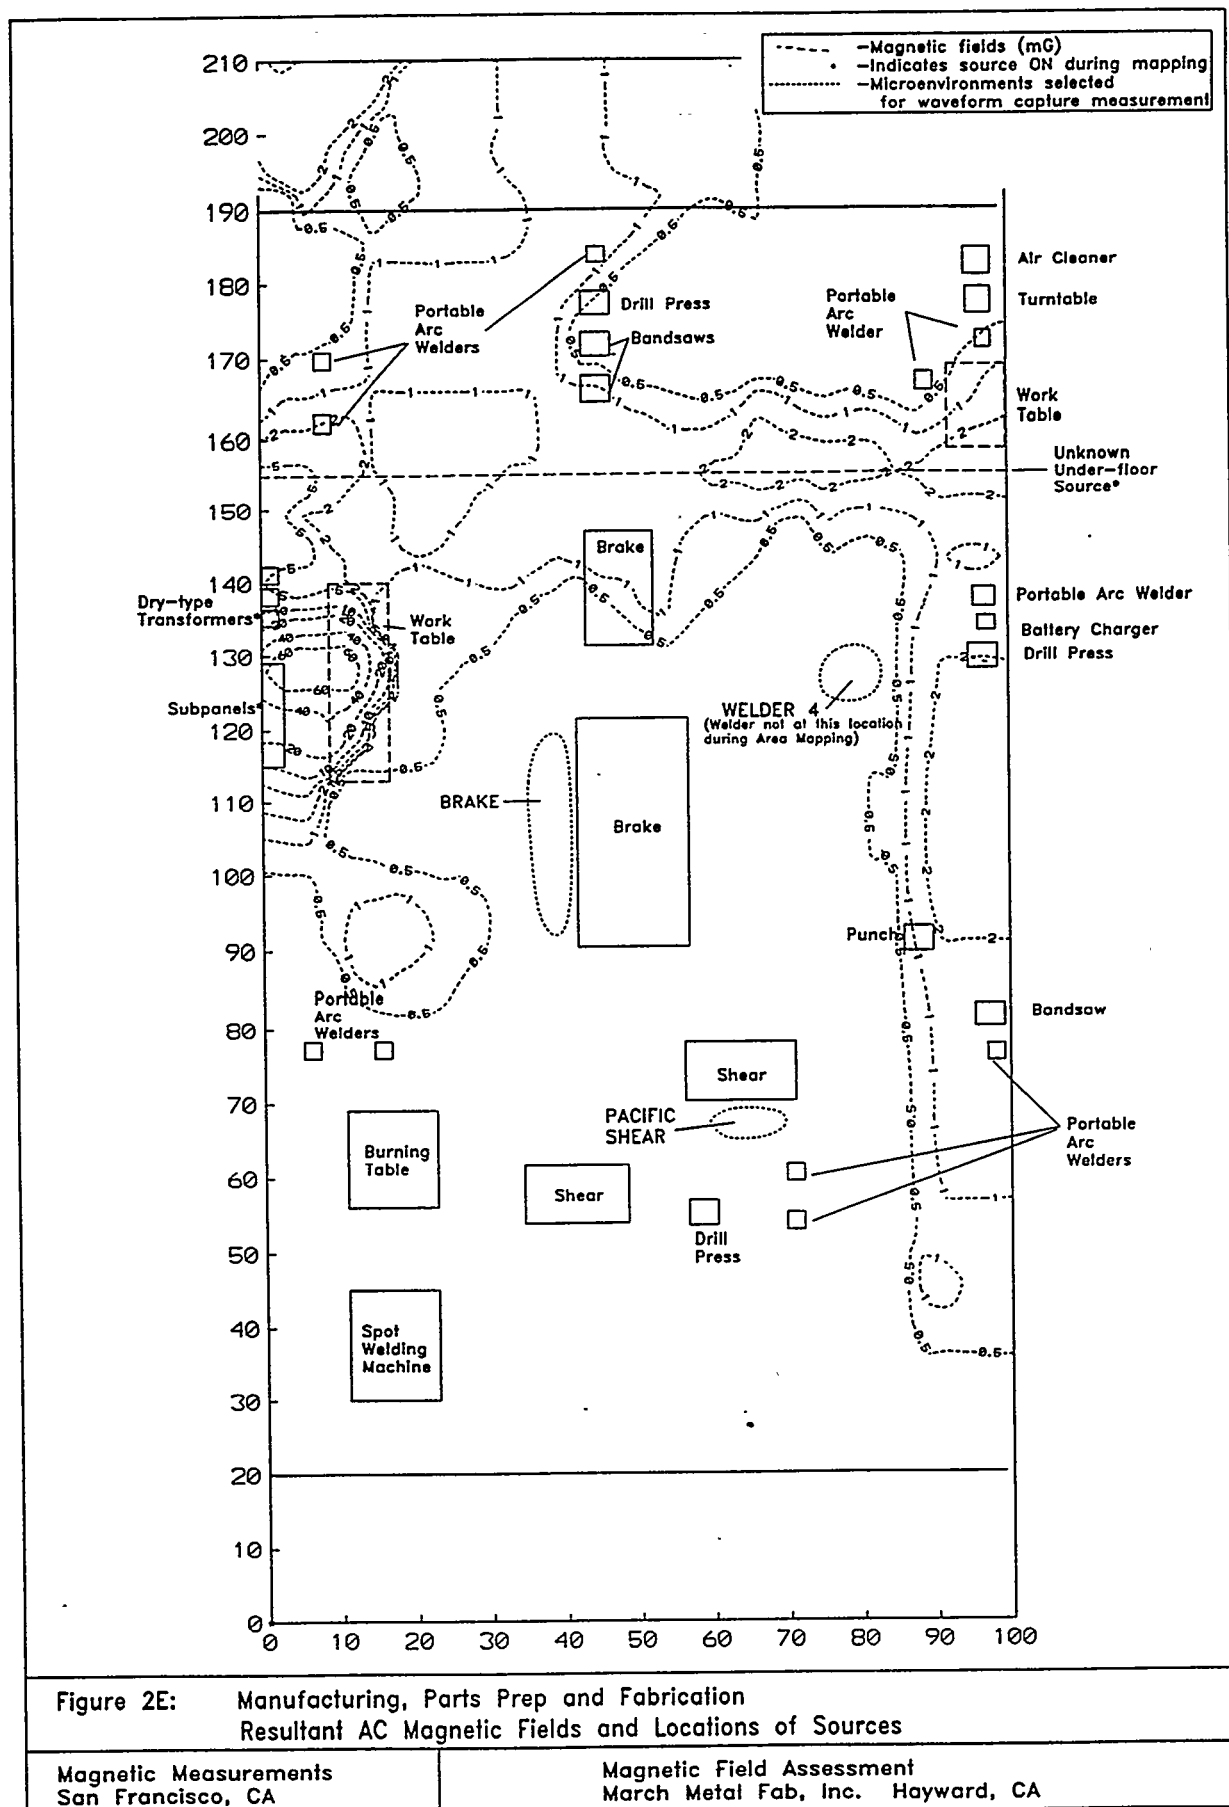 -Magnetic fields (mG)
-Indicates source ON during mapping
-Microenvironments selected
for waveform capture measurement
210
200
190
180
170
160
150
140
130
120
110
100
90
80
70
60
50
40
30
20
10
0
0 10 20 30 40 50 60 70 80 90 100
Air Cleaner
Turntable
Portable
Arc
Welder
Work
Table
Portable
Arc
Welders
Drill Press
Bandsaws
Unknown
Under-floor
Source*
Brake
Dry-type
Transformers*
Work
Table
Subpanels*
Portable Arc Welder
Battery Charger
Drill Press
WELDER 4
(Welder not at this location
during Area Mapping)
BRAKE
Brake
Punch
Bandsaw
Portable
Arc
Welders
Shear
PACIFIC
SHEAR
Portable
Arc
Welders
Burning
Table
Shear
Drill
Press
Spot
Welding
Machine
Figure 2E: Manufacturing, Parts Prep and Fabrication
Resultant AC Magnetic Fields and Locations of Sources
Magnetic Measurements
San Francisco, CA
Magnetic Field Assessment
March Metal Fab, Inc. Hayward, CA